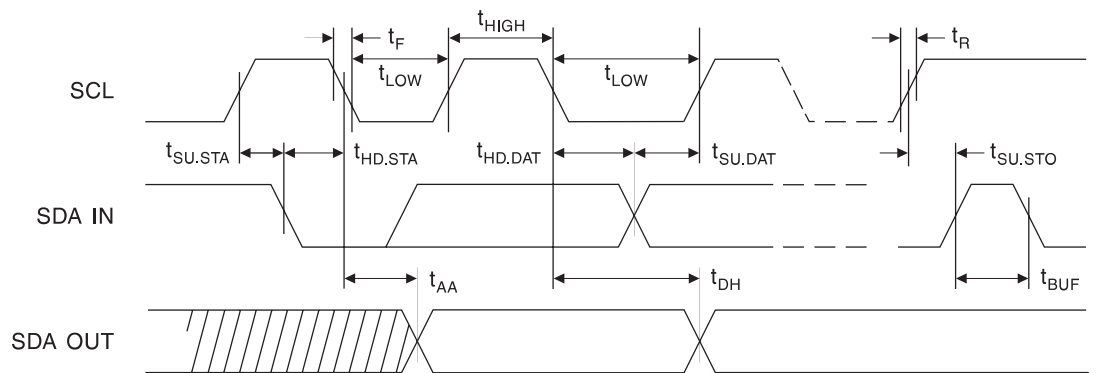 tHIGH
tF
tR
tLOW
tLOW
SCL
tSU.STA
tHD.STA
tHD.DAT
tSU.DAT
tSU.STO
SDA IN
tAA
tDH
tBUF
SDA OUT